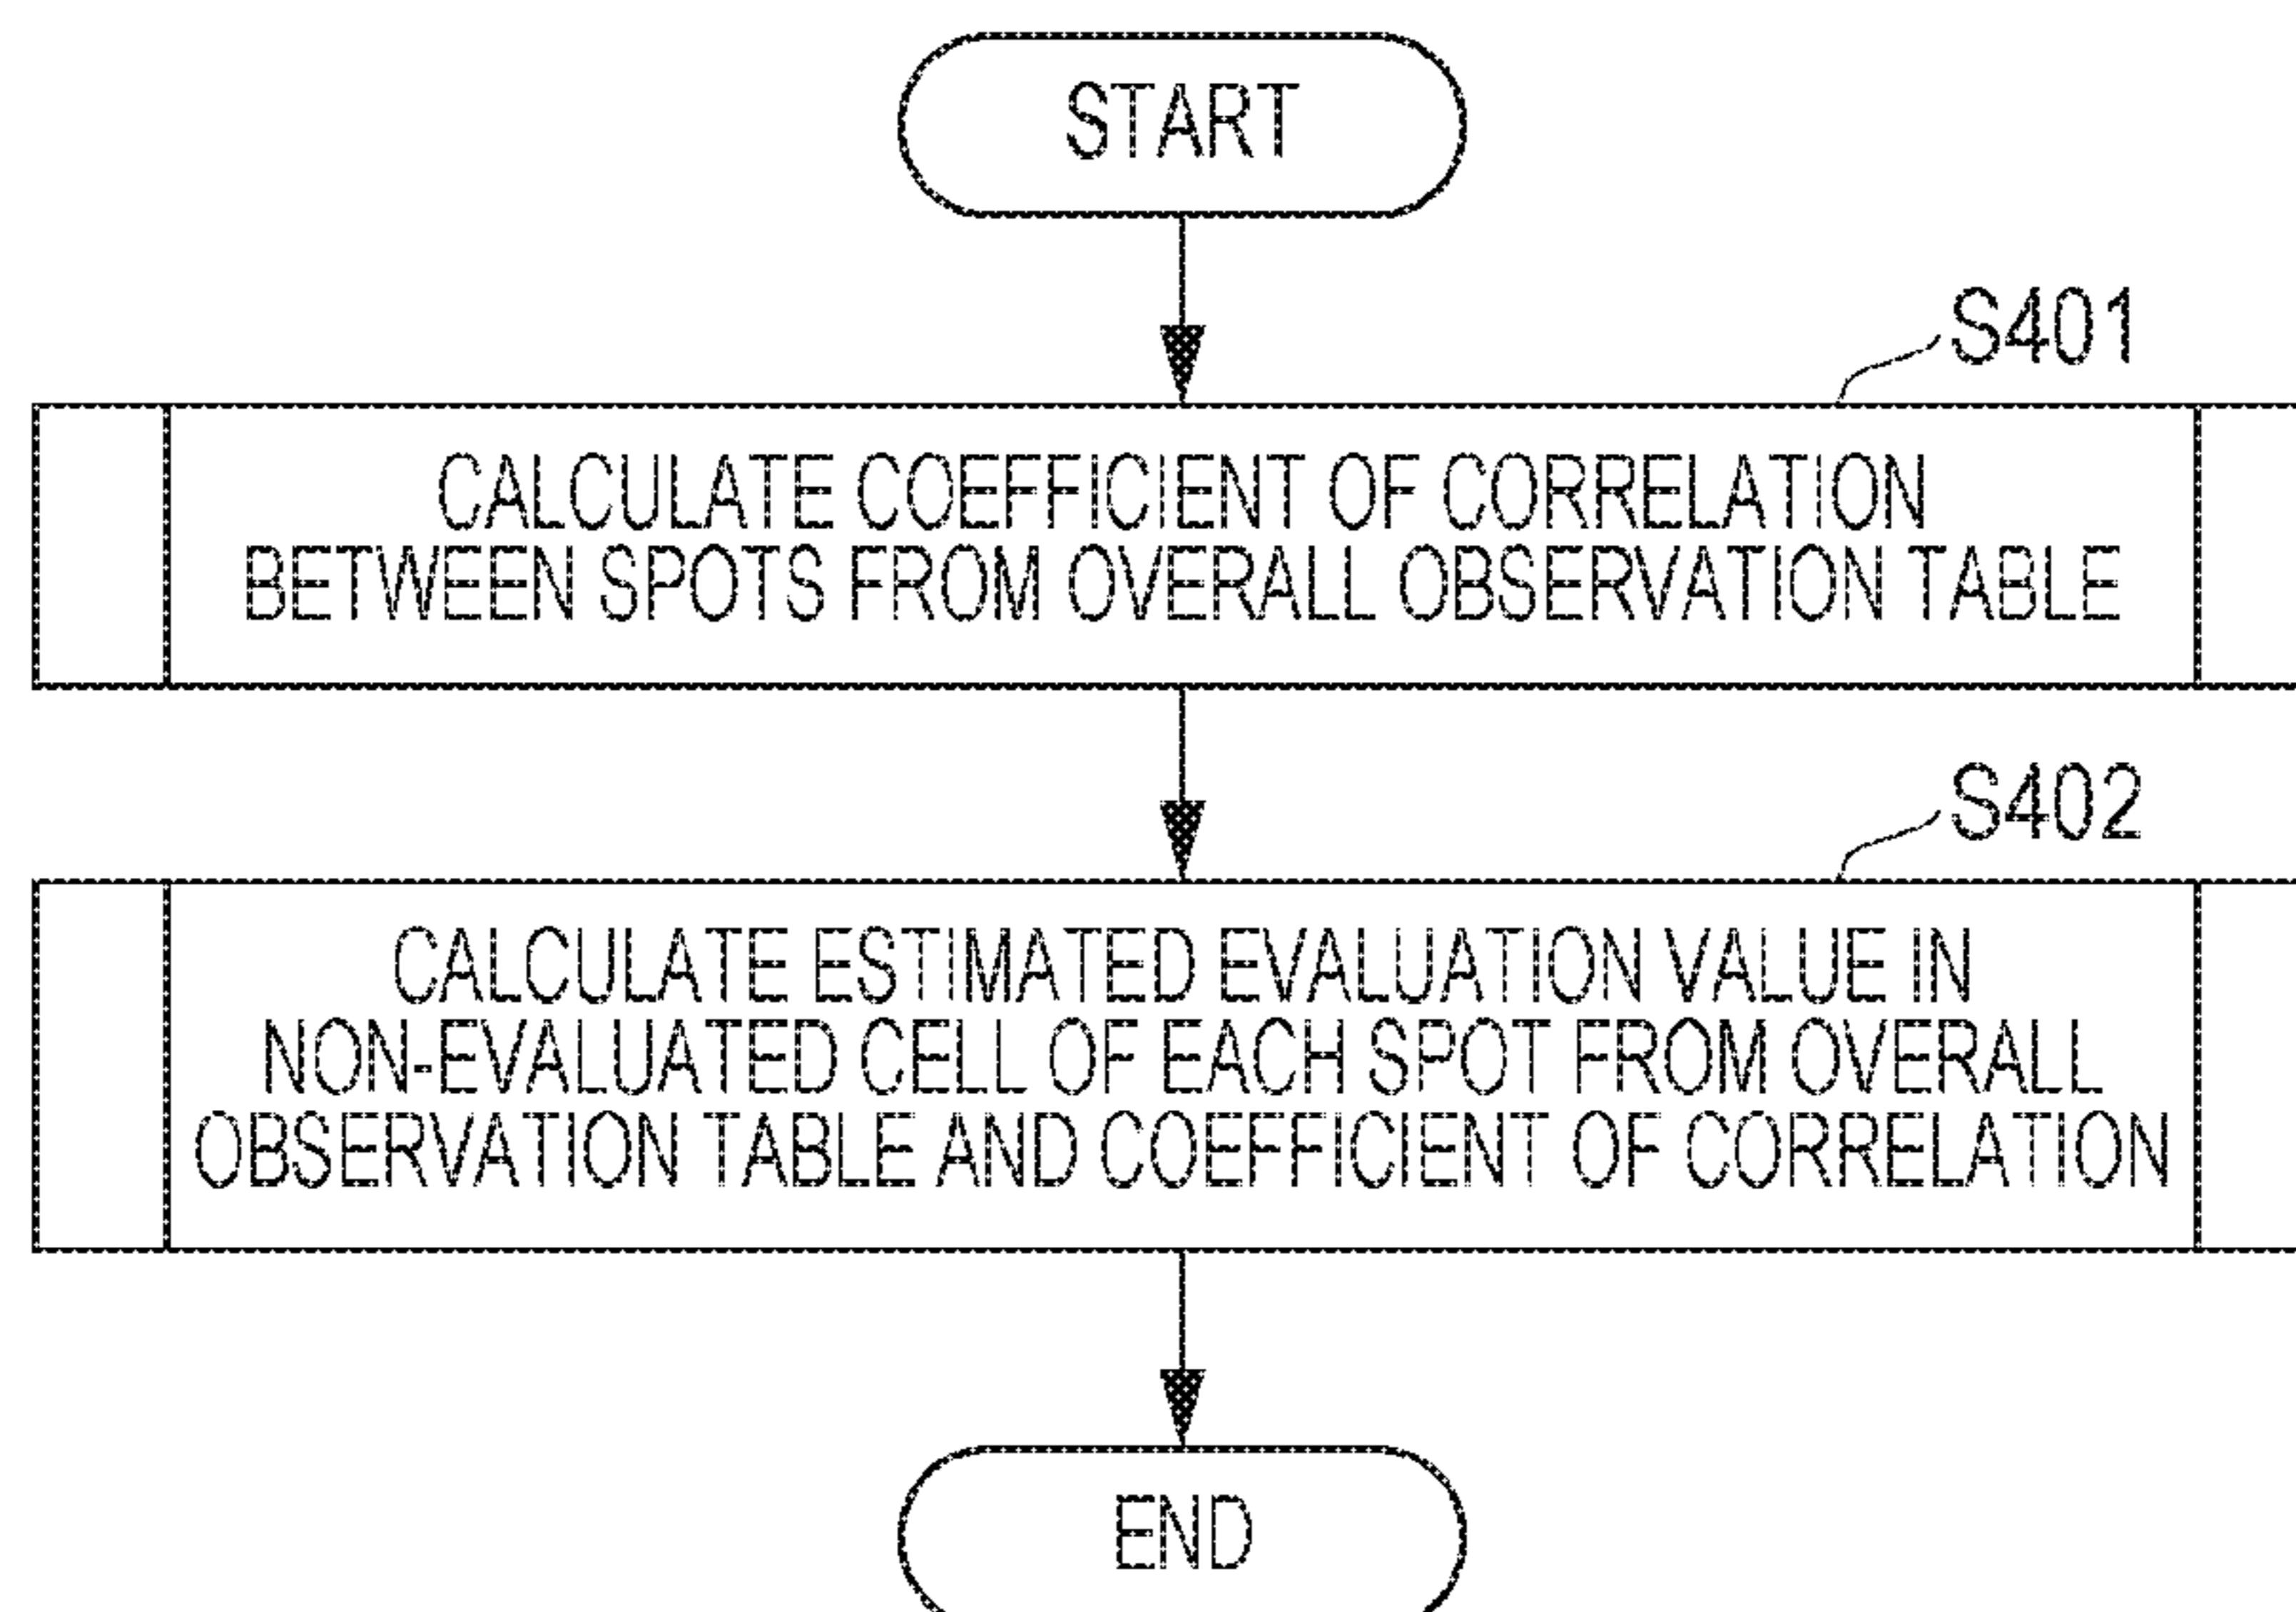 START
S401
CALCULATE COEFFICIENT OF CORRELATION
BETWEEN SPOTS FROM OVERALL OBSERVATION TABLE
S402
CALCULATE ESTIMATED EVALUATION VALUE IN
NON-EVALUATED CELL OF EACH SPOT FROM OVERALL
OBSERVATION TABLE AND COEFFICIENT OF CORRELATION
END